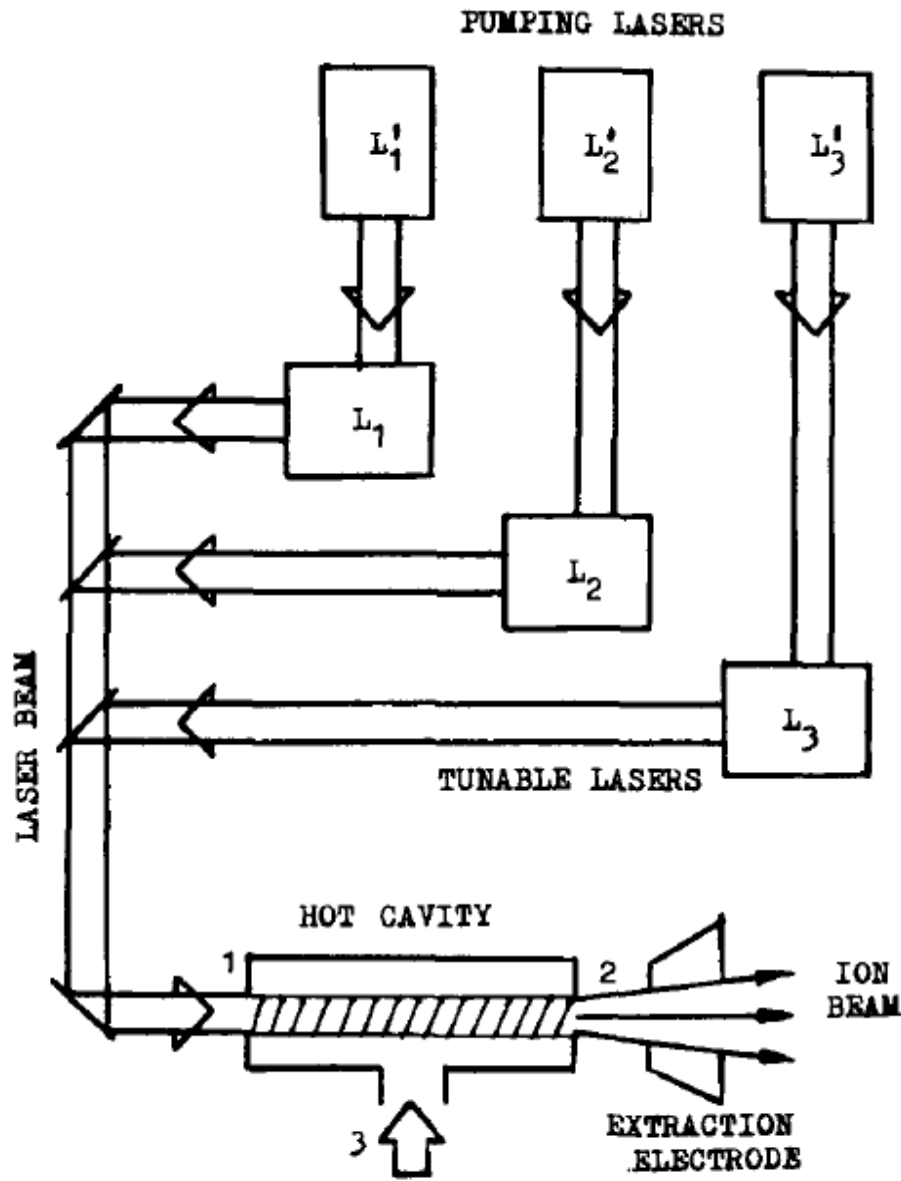 PUMPING LASERS
L'1
L'2
L'3
L1
L2
L3
TUNABLE LASERS
LASER BEAM
HOT CAVITY
1
2
ION
BEAM
3
EXTRACTION
ELECTRODE